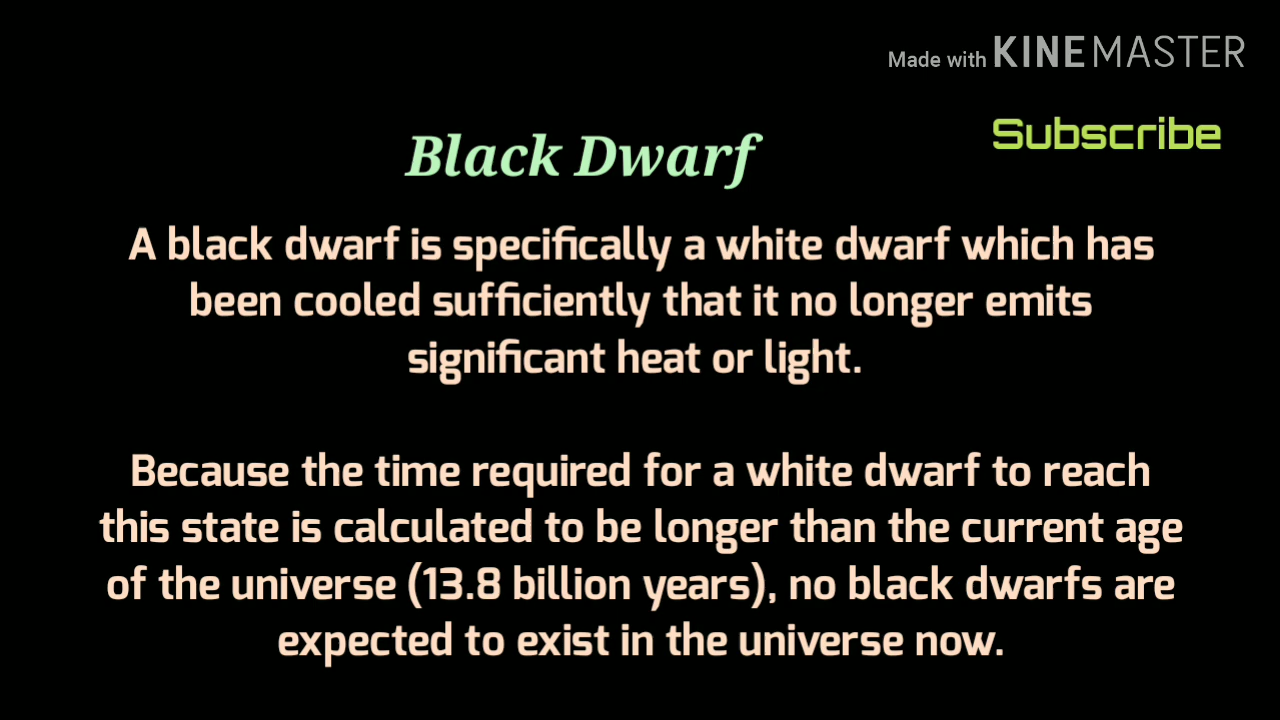 Made with KINEMASTER
Subscribe
Black Dwarf
A black dwarf is specifically a white dwarf which has
been cooled sufficiently that it no longer emits
significant heat or light.
Because the time required for a white dwarf to reach
this state is calculated to be longer than the current age
of the universe (13.8 billion years), no black dwarfs are
expected to exist in the universe now.